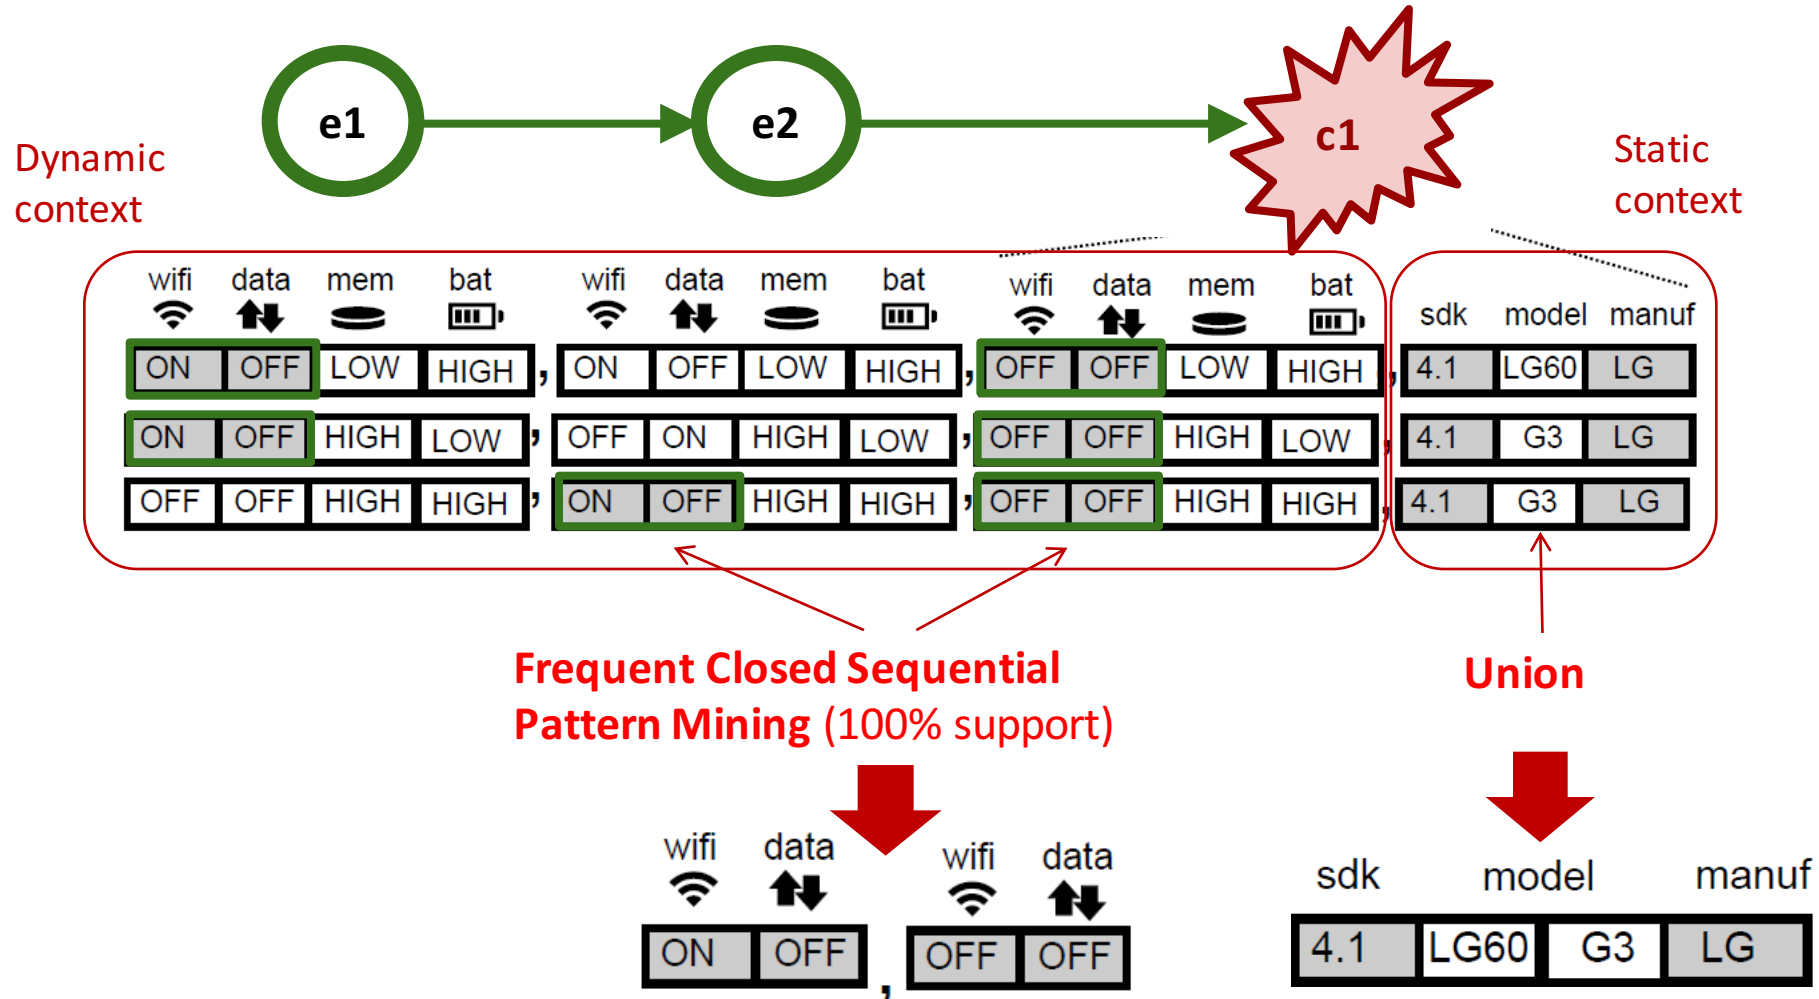 e1 e2 c1
Dynamic
context
Static
context
wifi data mem bat wifi data mem bat wifi data mem bat sdk model manuf
ON OFF LOW HIGH , ON OFF LOW HIGH , OFF OFF LOW HIGH , 4.1 LG60 LG
ON OFF HIGH LOW , OFF ON HIGH LOW , OFF OFF HIGH LOW , 4.1 G3 LG
OFF OFF HIGH HIGH , ON OFF HIGH HIGH , OFF OFF HIGH HIGH , 4.1 G3 LG
Frequent Closed Sequential
Pattern Mining (100% support)
Union
wifi data wifi data
ON OFF , OFF OFF
sdk model manuf
4.1 LG60 G3 LG